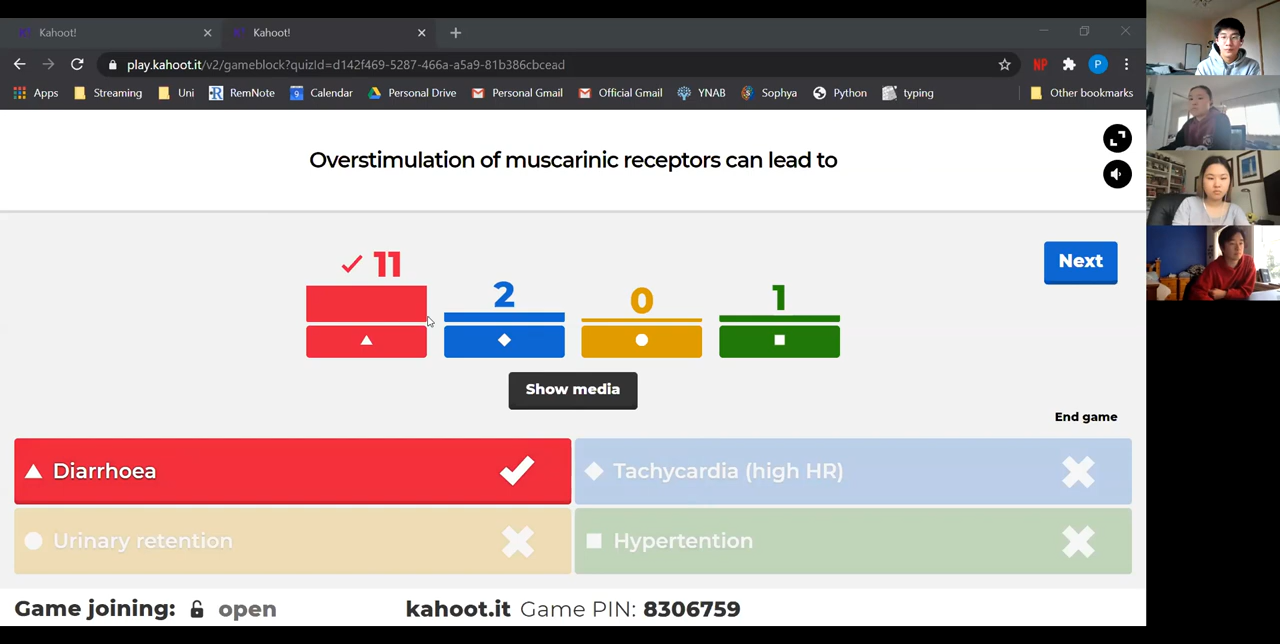 Kahoot!
Kahoot!
play.kahoot.it/v2/gameblock?quizId=d142f469-5287-466a-a5a9-81b386cbcead
NP
P
Apps
Streaming
Uni
RemNote
9
Calendar
Personal Drive
Personal Gmail
Official Gmail
YNAB
Sophya
Python
typing
Other bookmarks
Overstimulation of muscarinic receptors can lead to
11
2
0
1
Next
Show media
End game
Diarrhoea
Tachycardia (high HR)
Urinary retention
Hypertention
Game joining: open
kahoot.it Game PIN: 8306759